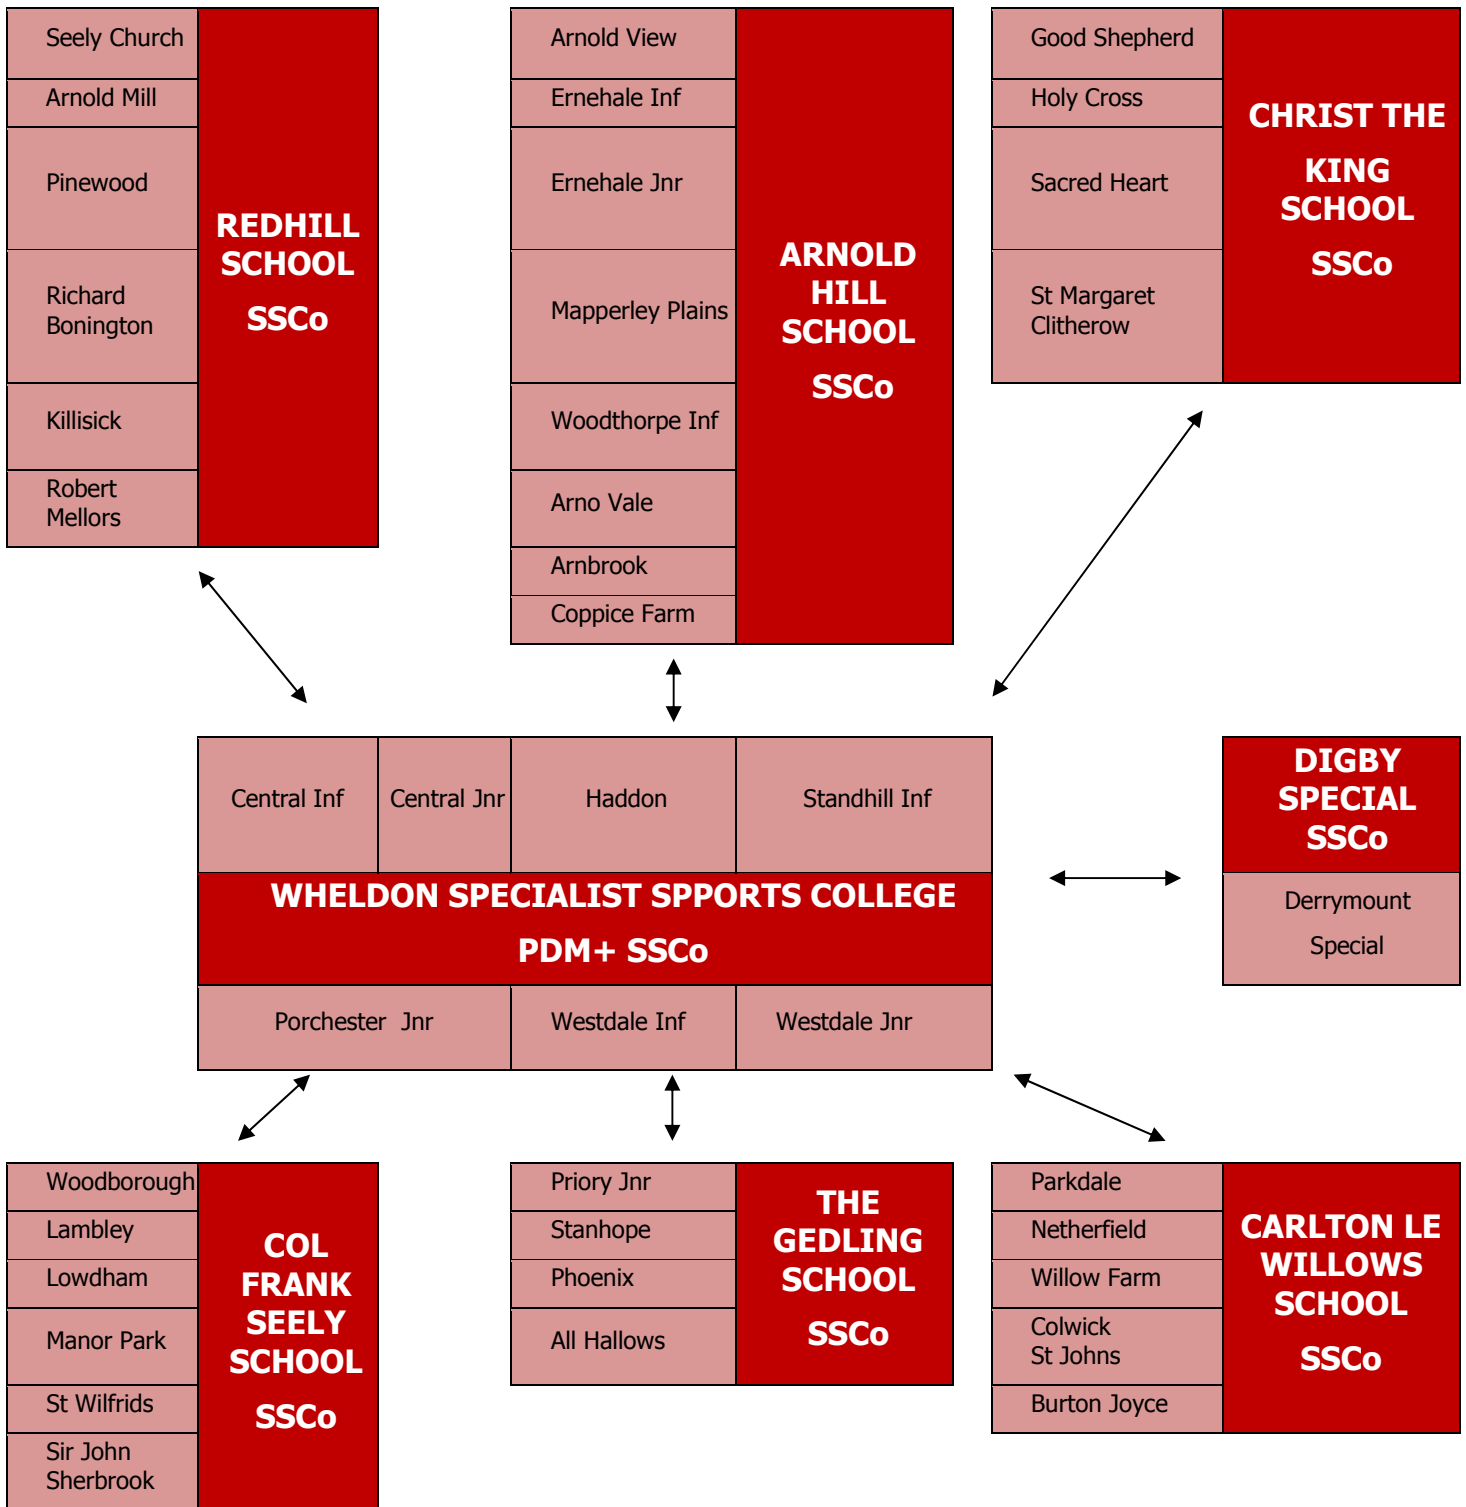 Seely Church
Arnold Mill
Pinewood
Richard
Bonington
Killisick
Robert
Mellors
REDHILL
SCHOOL
SSCo
Arnold View
Ernehale Inf
Ernehale Jnr
Mapperley Plains
Woodthorpe Inf
Arno Vale
Arnbrook
Coppice Farm
ARNOLD
HILL
SCHOOL
SSCo
Good Shepherd
Holy Cross
Sacred Heart
St Margaret
Clitherow
CHRIST THE
KING
SCHOOL
SSCo
Central Inf
Central Jnr
Haddon
Standhill Inf
WHELDON SPECIALIST SPPORTS COLLEGE
PDM+ SSCo
Porchester Jnr
Westdale Inf
Westdale Jnr
DIGBY
SPECIAL
SSCo
Derrymount
Special
Woodborough
Lambley
Lowdham
Manor Park
St Wilfrids
Sir John
Sherbrook
COL
FRANK
SEELY
SCHOOL
SSCo
Priory Jnr
Stanhope
Phoenix
All Hallows
THE
GEDLING
SCHOOL
SSCo
Parkdale
Netherfield
Willow Farm
Colwick
St Johns
Burton Joyce
CARLTON LE
WILLOWS
SCHOOL
SSCo